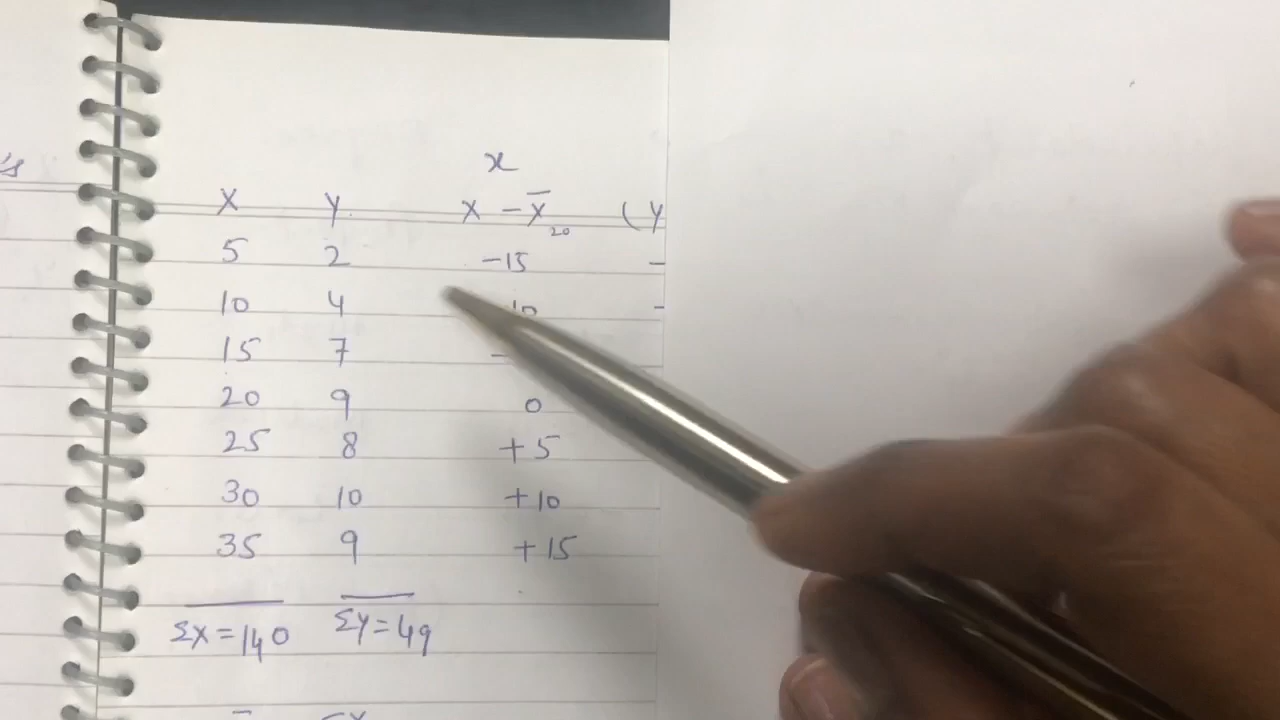 's
x
X Y X - X̄ (Y
20
5 2 -15 -
10 4 10 -
15 7 -
20 9 0
25 8 +5
30 10 +10
35 9 +15
ΣX=140 ΣY=49